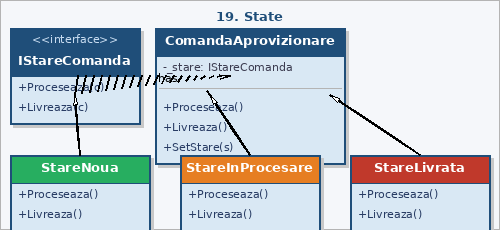 19. State
<<interface>>
IStareComanda
+Proceseaza(c)
+Livreaza(c)
ComandaAprovizionare
-_stare: IStareComanda
has
+Proceseaza()
+Livreaza()
+SetStare(s)
StareNoua
+Proceseaza()
+Livreaza()
StareInProcesare
+Proceseaza()
+Livreaza()
StareLivrata
+Proceseaza()
+Livreaza()